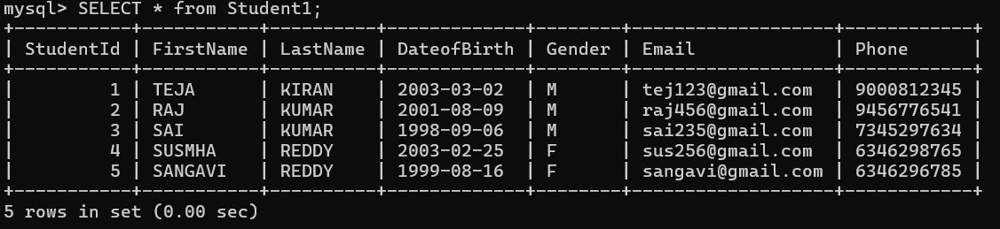 mysql> SELECT * from Student1;
+-----------+-----------+----------+-------------+--------+-------------------+------------+
| StudentId | FirstName | LastName | DateofBirth | Gender | Email             | Phone      |
+-----------+-----------+----------+-------------+--------+-------------------+------------+
|         1 | TEJA      | KIRAN    | 2003-03-02  | M      | tej123@gmail.com  | 9000812345 |
|         2 | RAJ       | KUMAR    | 2001-08-09  | M      | raj456@gmail.com  | 9456776541 |
|         3 | SAI       | KUMAR    | 1998-09-06  | M      | sai235@gmail.com  | 7345297634 |
|         4 | SUSMHA    | REDDY    | 2003-02-25  | F      | sus256@gmail.com  | 6346298765 |
|         5 | SANGAVI   | REDDY    | 1999-08-16  | F      | sangavi@gmail.com | 6346296785 |
+-----------+-----------+----------+-------------+--------+-------------------+------------+
5 rows in set (0.00 sec)